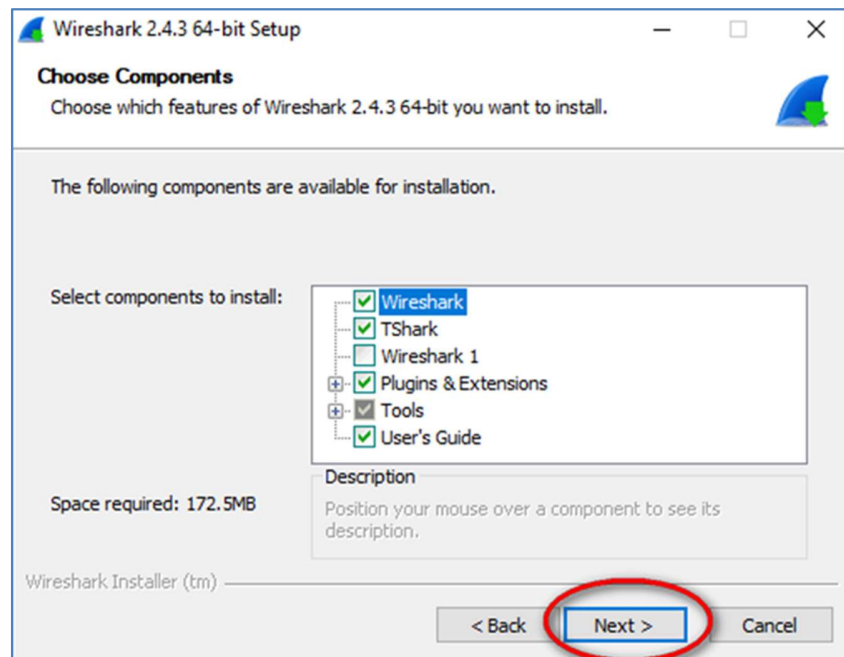 Wireshark 2.4.3 64-bit Setup
Choose Components
Choose which features of Wireshark 2.4.3 64-bit you want to install.
The following components are available for installation.
Select components to install:
Wireshark
TShark
Wireshark 1
Plugins & Extensions
Tools
User's Guide
Space required: 172.5MB
Description
Position your mouse over a component to see its
description.
Wireshark Installer (tm)
< Back
Next >
Cancel